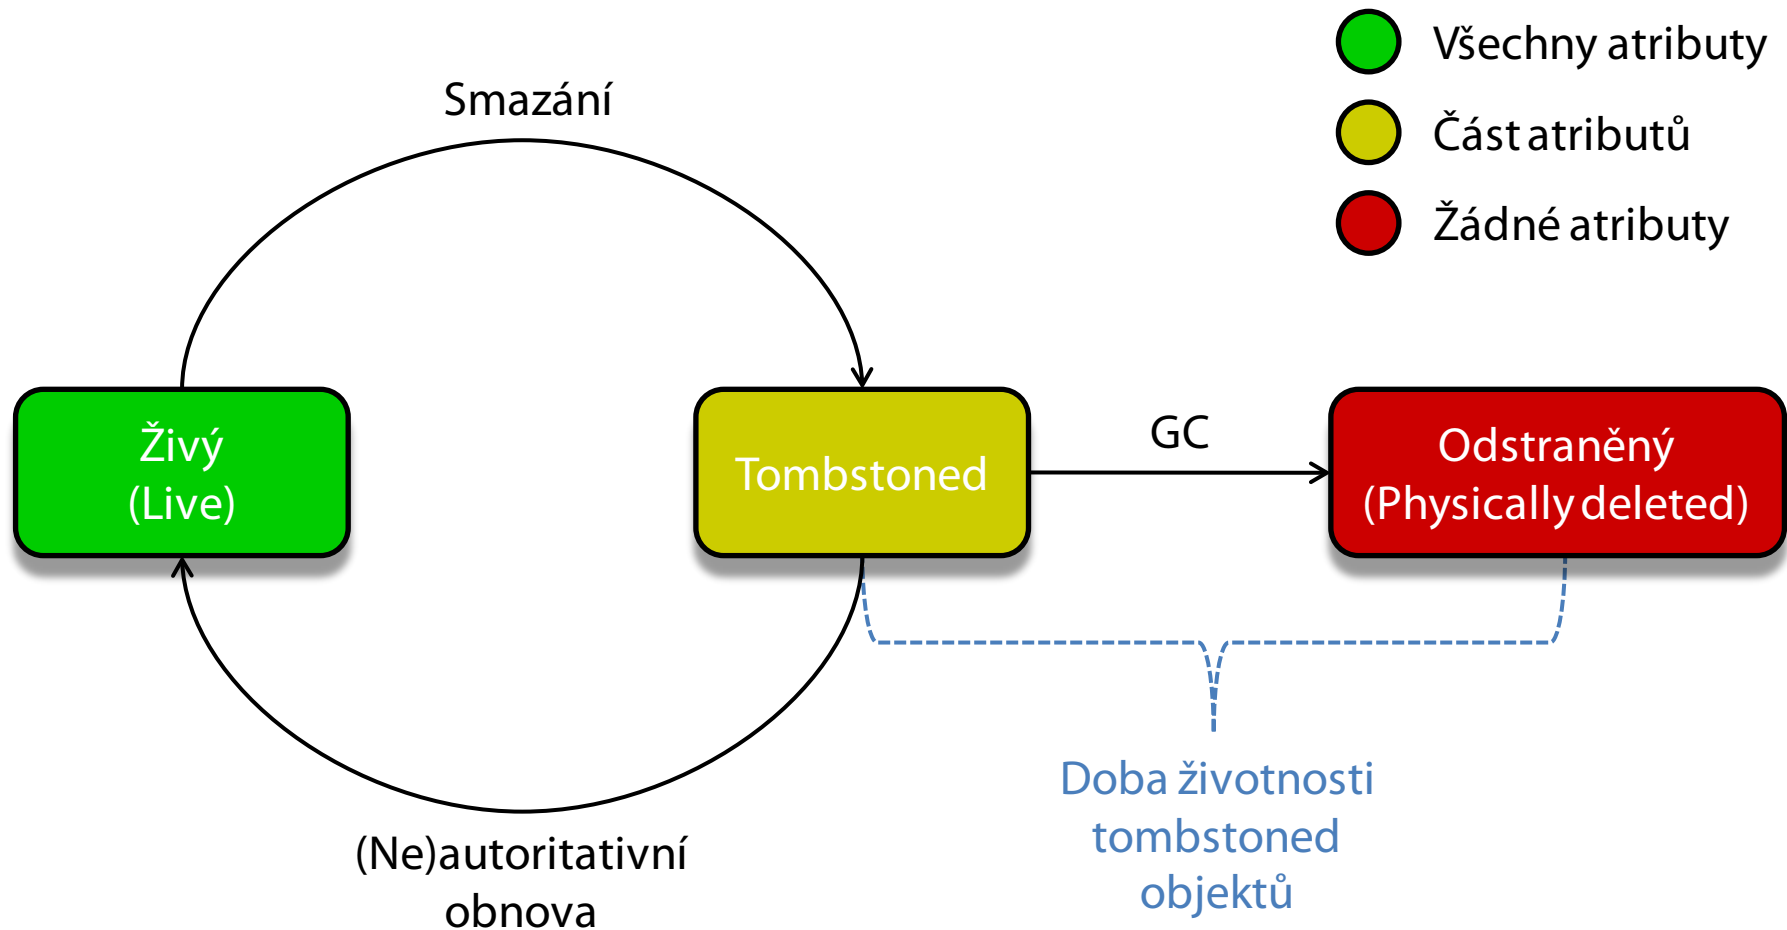 Všechny atributy
Část atributů
Žádné atributy
Smazání
Živý
(Live)
Tombstoned
GC
Odstraněný
(Physically deleted)
(Ne)autoritativní
obnova
Doba životnosti
tombstoned
objektů